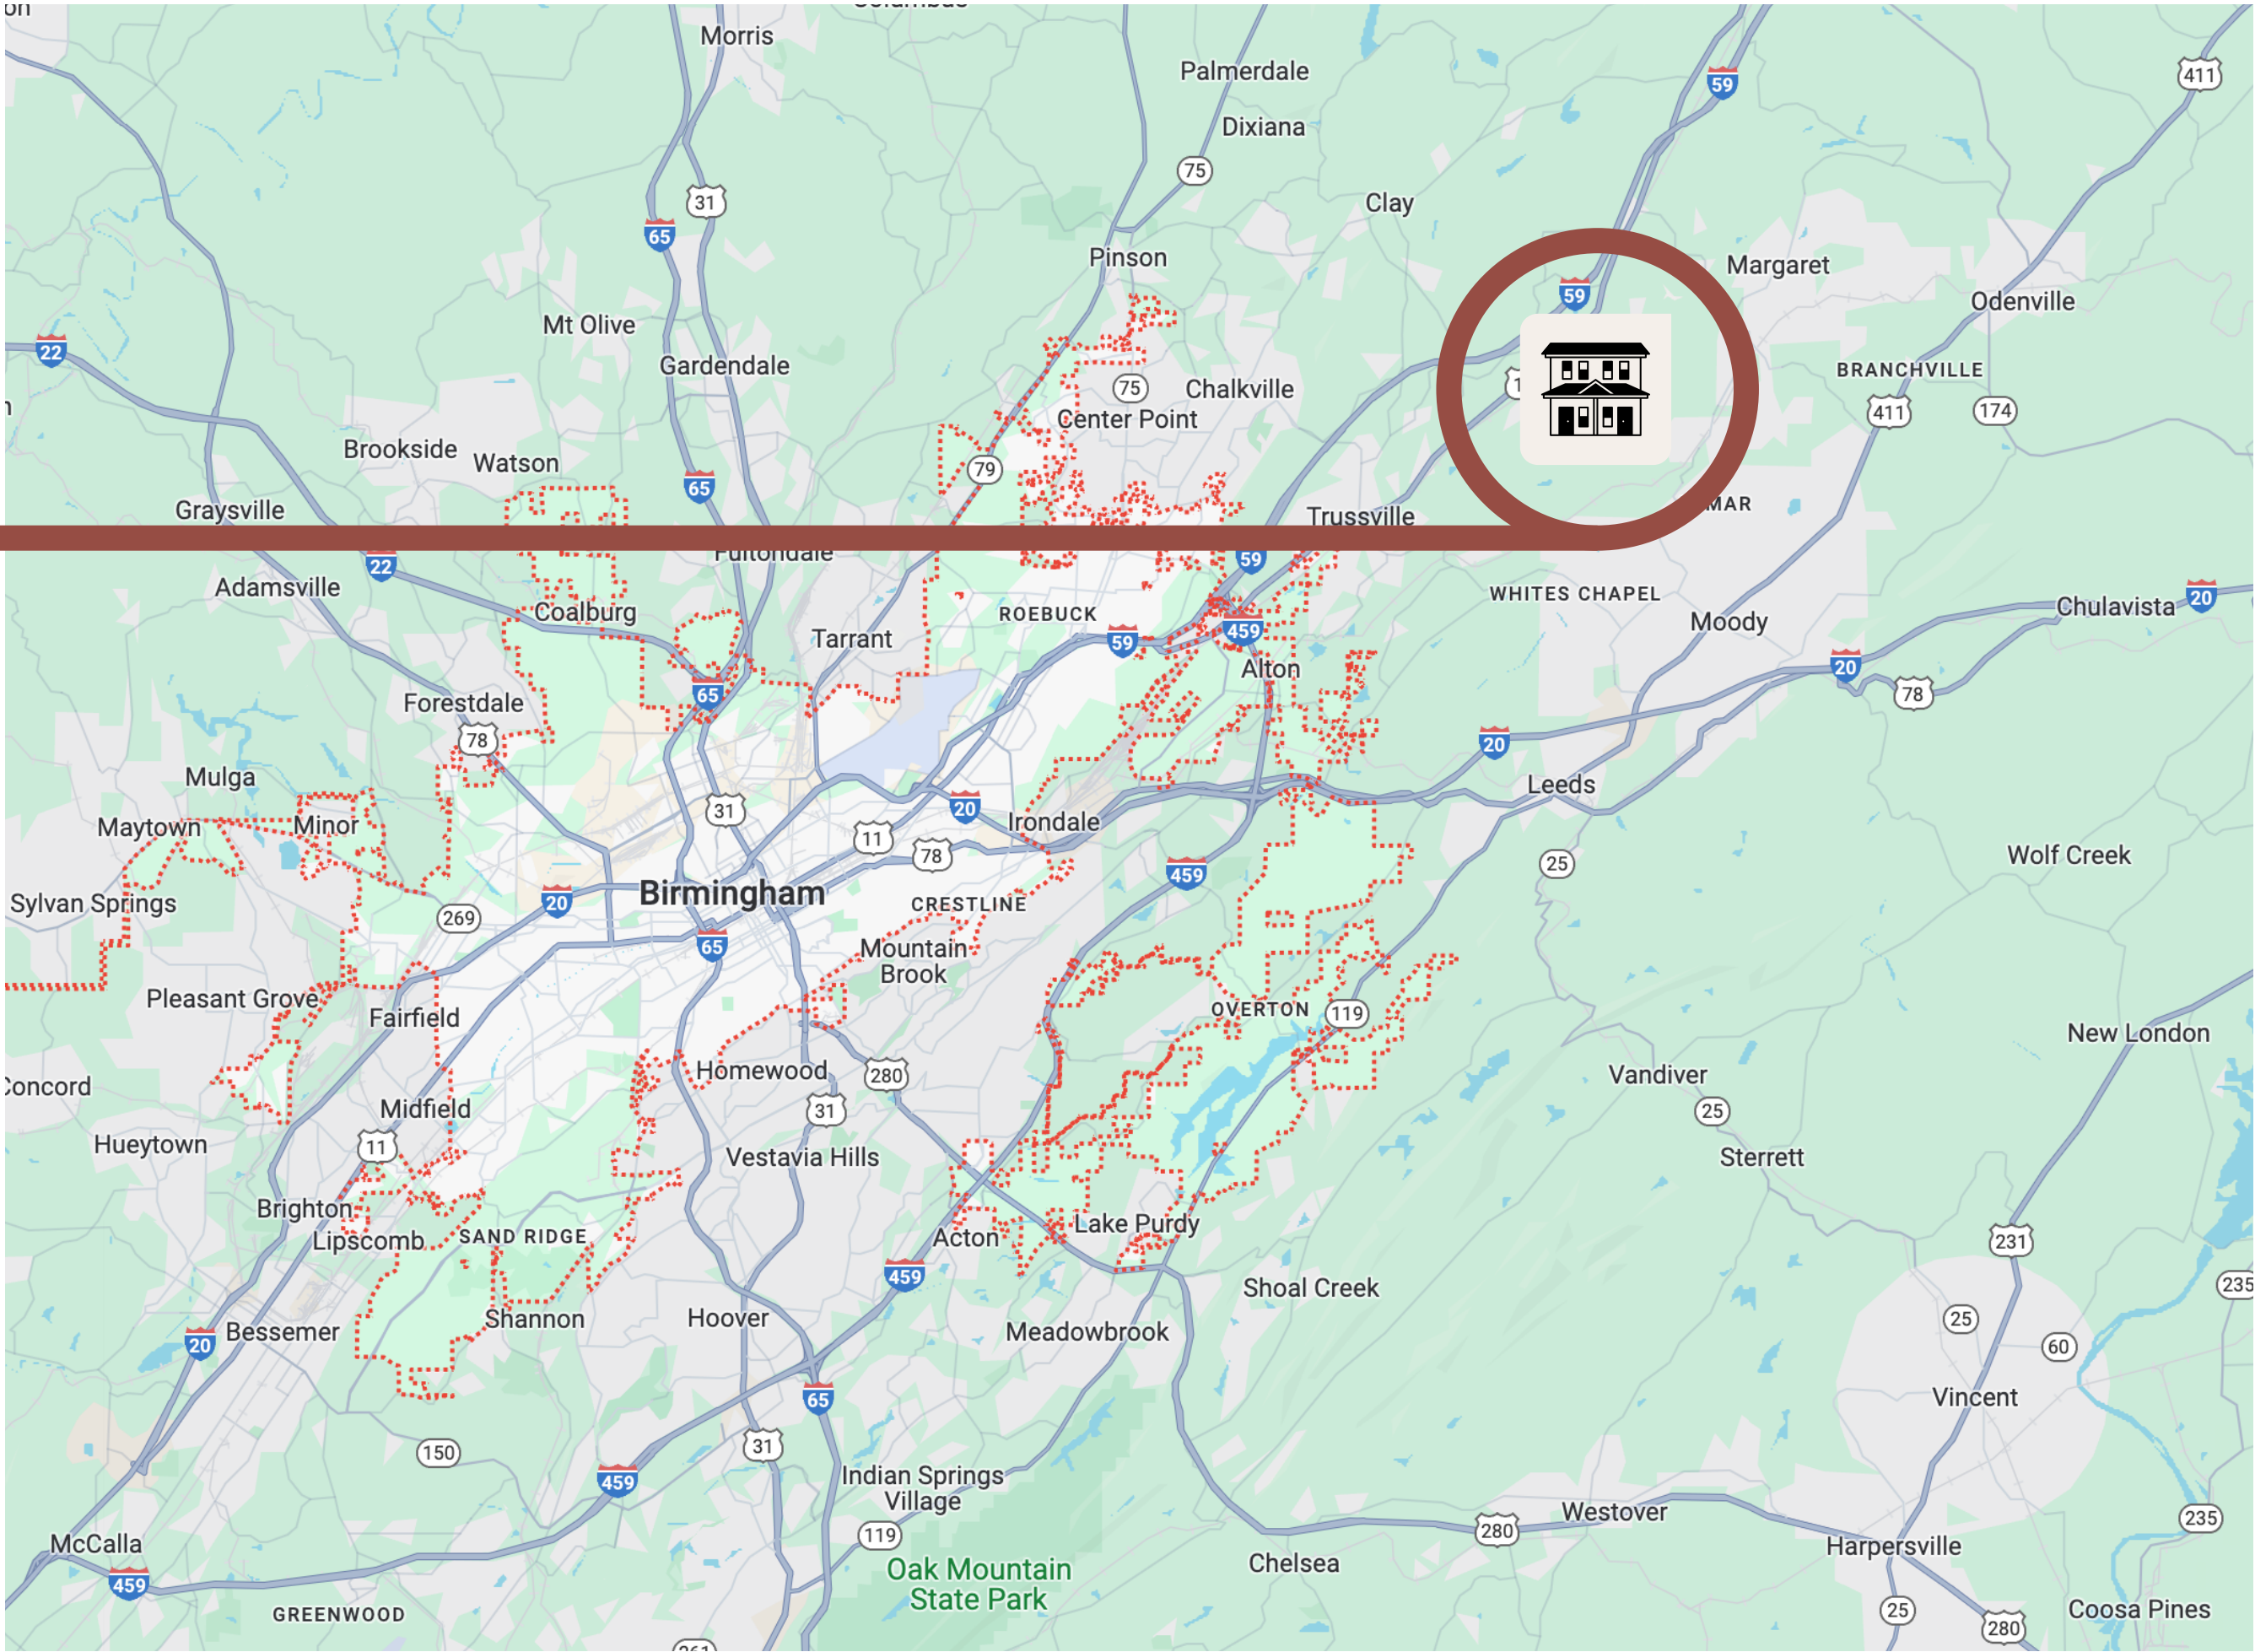 Morris
Palmerdale
59
411
Dixiana
75
31
Clay
65
Pinson
Margaret
59
Odenville
Mt Olive
22
Gardendale
BRANCHVILLE
75
Chalkville
411
174
Center Point
Brookside
Watson
79
65
Graysville
Trussville
Fultondale
22
59
Adamsville
WHITES CHAPEL
20
Chulavista
Coalburg
ROEBUCK
Moody
Tarrant
59
459
Alton
20
65
78
Forestdale
78
20
Mulga
Leeds
31
20
Maytown
Minor
Irondale
11
78
Wolf Creek
25
459
Birmingham
20
Sylvan Springs
CRESTLINE
269
65
Mountain
Brook
Pleasant Grove
OVERTON
119
Fairfield
New London
Homewood
280
Vandiver
Concord
Midfield
31
25
11
Hueytown
Vestavia Hills
Sterrett
Brighton
Lake Purdy
Lipscomb
SAND RIDGE
Acton
231
459
Shoal Creek
235
Shannon
Hoover
25
Bessemer
20
Meadowbrook
60
65
Vincent
31
150
459
Indian Springs
Village
Westover
235
280
119
McCalla
Harpersville
Chelsea
Oak Mountain
State Park
459
GREENWOOD
25
Coosa Pines
280